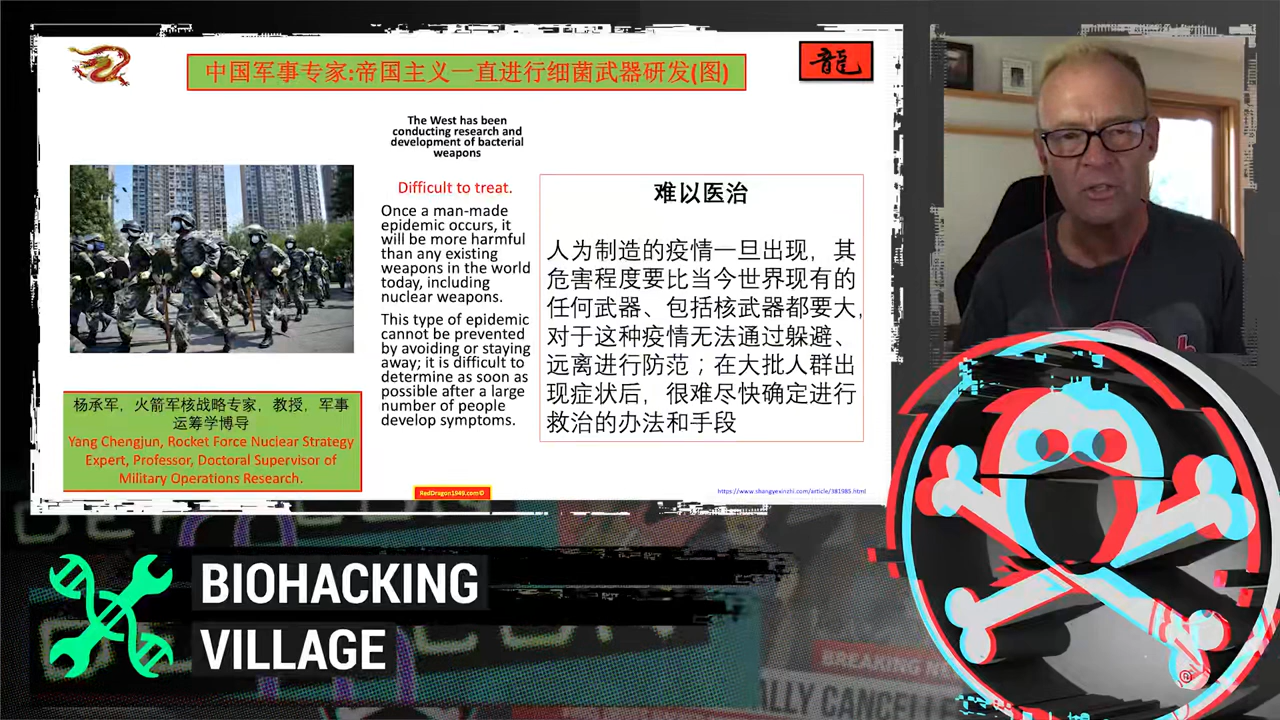 中国军事专家:帝国主义一直进行细菌武器研发(图)
龍
The West has been
conducting research and
development of bacterial
weapons
Difficult to treat.
Once a man-made
epidemic occurs, it
will be more harmful
than any existing
weapons in the world
today, including
nuclear weapons.
This type of epidemic
cannot be prevented
by avoiding or staying
away; it is difficult to
determine as soon as
possible after a large
number of people
develop symptoms.
难以医治
人为制造的疫情一旦出现，其
危害程度要比当今世界现有的
任何武器、包括核武器都要大,
对于这种疫情无法通过躲避、
远离进行防范；在大批人群出
现症状后，很难尽快确定进行
救治的办法和手段
杨承军，火箭军核战略专家，教授，军事
运筹学博导
Yang Chengjun, Rocket Force Nuclear Strategy
Expert, Professor, Doctoral Supervisor of
Military Operations Research.
RedDragon1949.com©
https://www.shangyexinzhi.com/article/381985.html
BIOHACKING
VILLAGE
BREAKING NE
ALLY CANCELLE
®